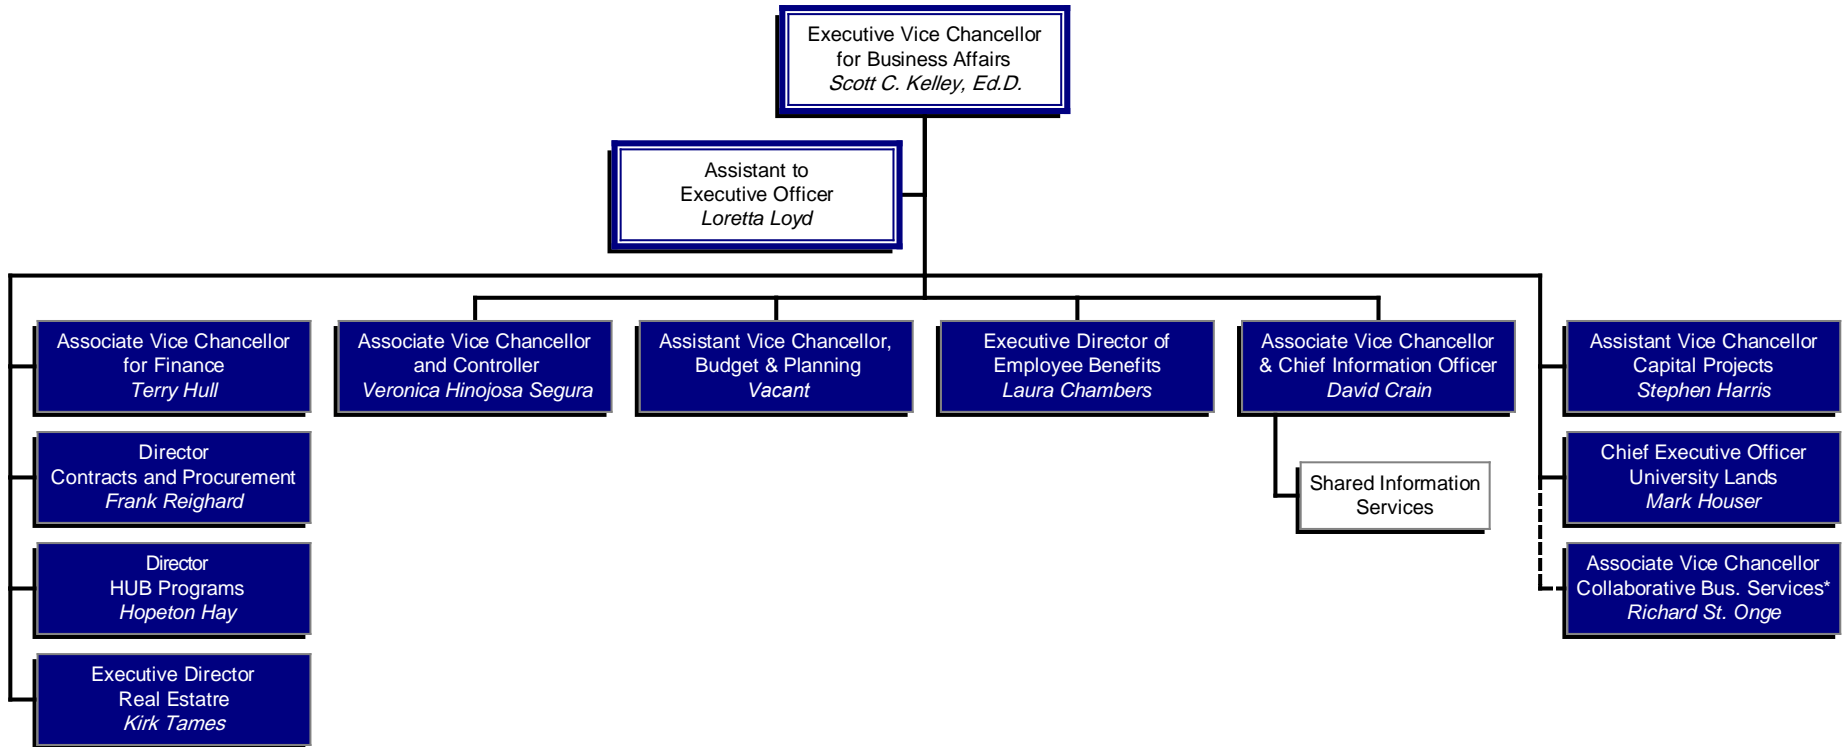 Executive Vice Chancellor
for Business Affairs
Scott C. Kelley, Ed.D.
Assistant to
Executive Officer
Loretta Loyd
Associate Vice Chancellor
for Finance
Terry Hull
Associate Vice Chancellor
and Controller
Veronica Hinojosa Segura
Assistant Vice Chancellor,
Budget & Planning
Vacant
Executive Director of
Employee Benefits
Laura Chambers
Associate Vice Chancellor
& Chief Information Officer
David Crain
Assistant Vice Chancellor
Capital Projects
Stephen Harris
Director
Contracts and Procurement
Frank Reighard
Shared Information
Services
Chief Executive Officer
University Lands
Mark Houser
Director
HUB Programs
Hopeton Hay
Associate Vice Chancellor
Collaborative Bus. Services*
Richard St. Onge
Executive Director
Real Estatre
Kirk Tames